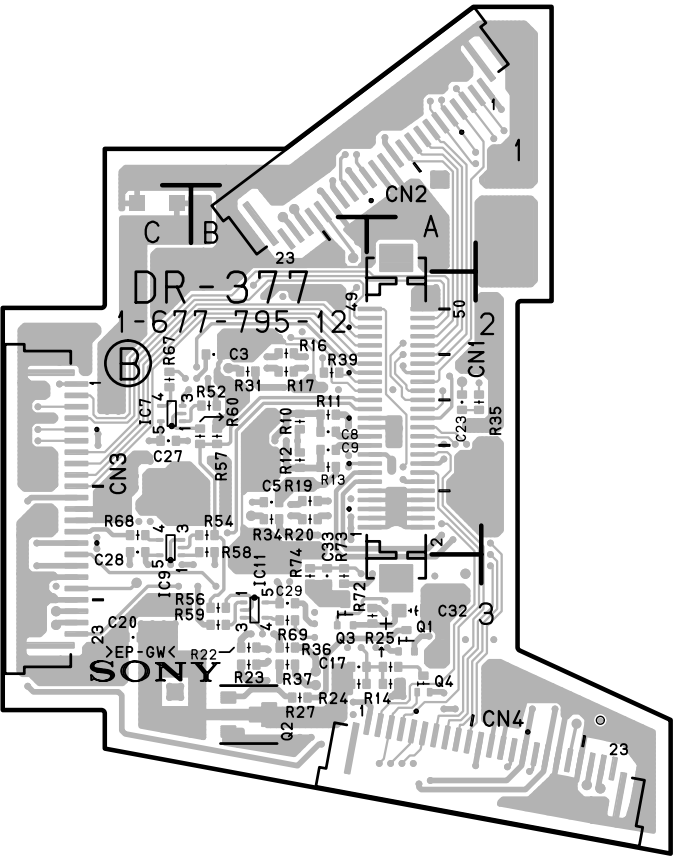 1
1
CN2
C B
A
23
DR-377
49
50
1-677-795-12
2
B
R67
C3
R16
R39
CN1
R31
R17
1
R52
3
IC7
4
R60
R11
R10
C8
C23
R35
5
1
C9
C27
R12
R57
R13
CN3
C5 R19
R68
4
3
R54
R34 R20
1
2
C28
R58
IC9
5
1
IC11
R74
C33
R73
R56
1
5
C29
R72
C32
3
R59
3
4
C20
R69
Q3
R25
Q1
23
>EP-GW<
R22
R36
C17
SONY
R23
R37
Q4
R24
R14
R27
1
Q2
CN4
23